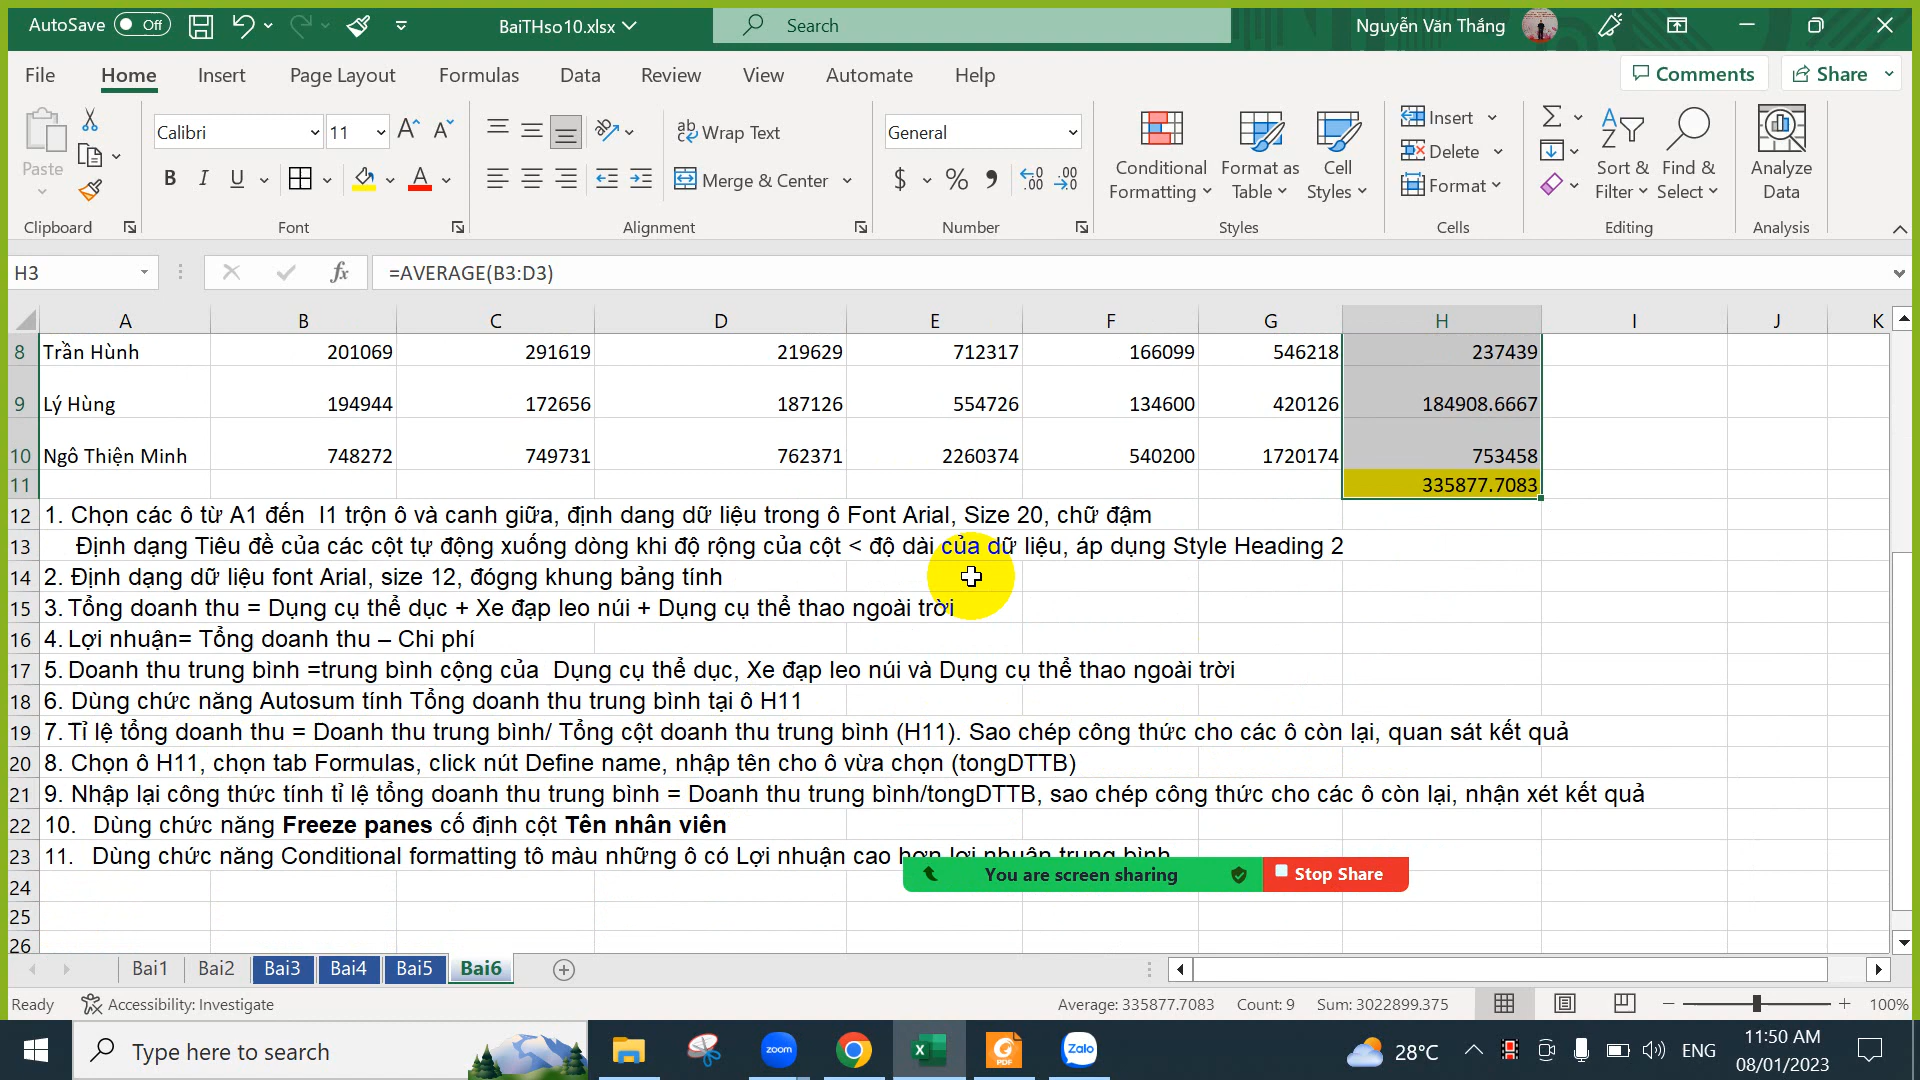 AutoSave Off BaiTHso10.xlsx Search Nguyễn Văn Thắng
File Home Insert Page Layout Formulas Data Review View Automate Help Comments Share
Calibri 11 Wrap Text General Insert
Paste B I U Merge & Center $ % Conditional Formatting Format as Table Cell Styles Delete Format Sort & Filter Find & Select Analyze Data
Clipboard Font Alignment Number Styles Cells Editing Analysis
H3 fx =AVERAGE(B3:D3)
A B C D E F G H I J K
8 Trần Hùnh 201069 291619 219629 712317 166099 546218 237439
9 Lý Hùng 194944 172656 187126 554726 134600 420126 184908.6667
10 Ngô Thiện Minh 748272 749731 762371 2260374 540200 1720174 753458
11 335877.7083
12 1. Chọn các ô từ A1 đến I1 trộn ô và canh giữa, định dang dữ liệu trong ô Font Arial, Size 20, chữ đậm
13 Định dạng Tiêu đề của các cột tự động xuống dòng khi độ rộng của cột < độ dài của dữ liệu, áp dụng Style Heading 2
14 2. Định dạng dữ liệu font Arial, size 12, đógng khung bảng tính
15 3. Tổng doanh thu = Dụng cụ thể dục + Xe đạp leo núi + Dụng cụ thể thao ngoài trời
16 4. Lợi nhuận= Tổng doanh thu – Chi phí
17 5. Doanh thu trung bình =trung bình cộng của Dụng cụ thể dục, Xe đạp leo núi và Dụng cụ thể thao ngoài trời
18 6. Dùng chức năng Autosum tính Tổng doanh thu trung bình tại ô H11
19 7. Tỉ lệ tổng doanh thu = Doanh thu trung bình/ Tổng cột doanh thu trung bình (H11). Sao chép công thức cho các ô còn lại, quan sát kết quả
20 8. Chọn ô H11, chọn tab Formulas, click nút Define name, nhập tên cho ô vừa chọn (tongDTTB)
21 9. Nhập lại công thức tính tỉ lệ tổng doanh thu trung bình = Doanh thu trung bình/tongDTTB, sao chép công thức cho các ô còn lại, nhận xét kết quả
22 10. Dùng chức năng Freeze panes cố định cột Tên nhân viên
23 11. Dùng chức năng Conditional formatting tô màu những ô có Lợi nhuận cao hơn lợi nhuận trung bình
You are screen sharing Stop Share
24
25
26
Bai1 Bai2 Bai3 Bai4 Bai5 Bai6
Ready Accessibility: Investigate Average: 335877.7083 Count: 9 Sum: 3022899.375 100%
Type here to search zoom PDF Zalo 28°C ENG 11:50 AM
08/01/2023